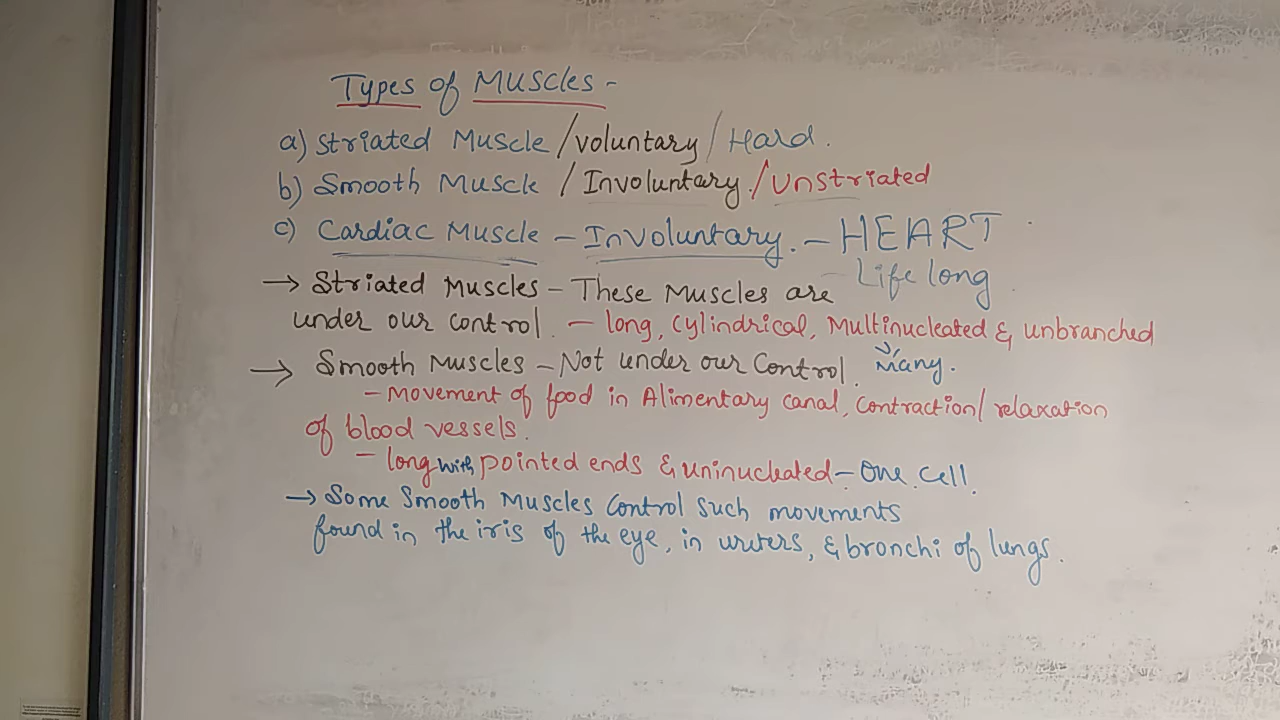 Types of Muscles -
a) Striated Muscle / voluntary / Hard.
b) Smooth Muscle / Involuntary. / Unstriated
c) Cardiac Muscle - Involuntary. - HEART
Life long
→ Striated Muscles - These Muscles are
under our control. - long, Cylindrical, Multinucleated & unbranched
Many.
→ Smooth Muscles - Not under our Control.
- Movement of food in Alimentary canal, Contraction/relaxation
of blood vessels.
- long with pointed ends & uninucleated - One cell.
→ Some Smooth Muscles Control such movements
found in the iris of the eye, in urters, & bronchi of lungs.